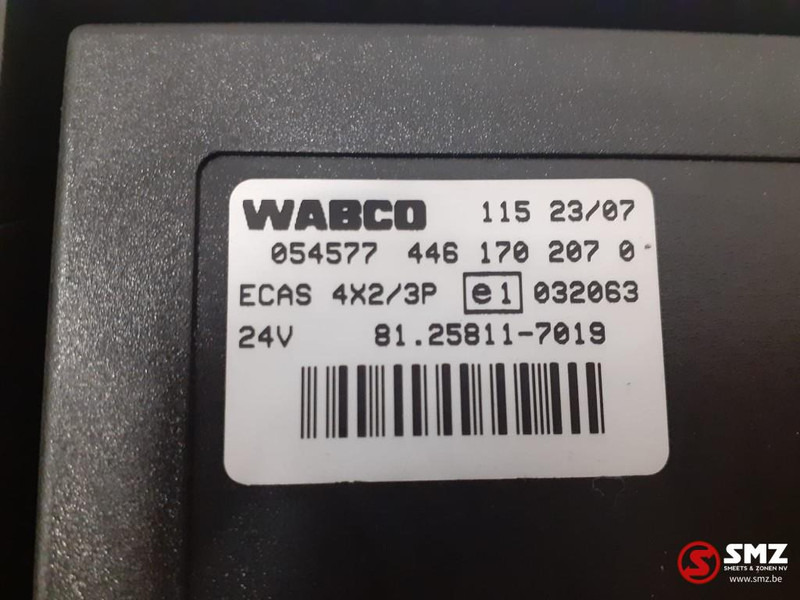 WABCO 115 23/07
054577 446 170 207 0
ECAS 4X2/3P e1 032063
24V 81.25811-7019
SMZ
SMEETS & ZONEN NV
www.smz.be